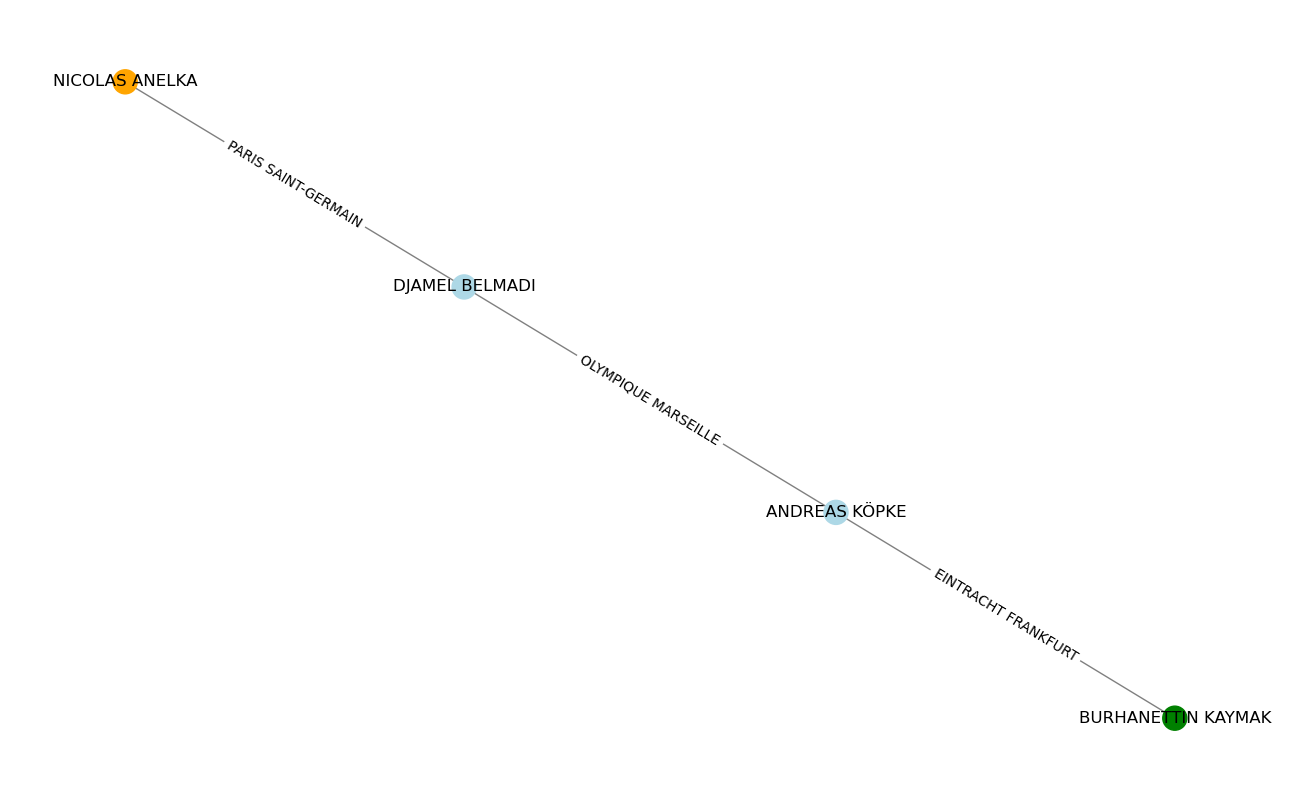 NICOLAS ANELKA
PARIS SAINT-GERMAIN
DJAMEL BELMADI
OLYMPIQUE MARSEILLE
ANDREAS KÖPKE
EINTRACHT FRANKFURT
BURHANETTIN KAYMAK